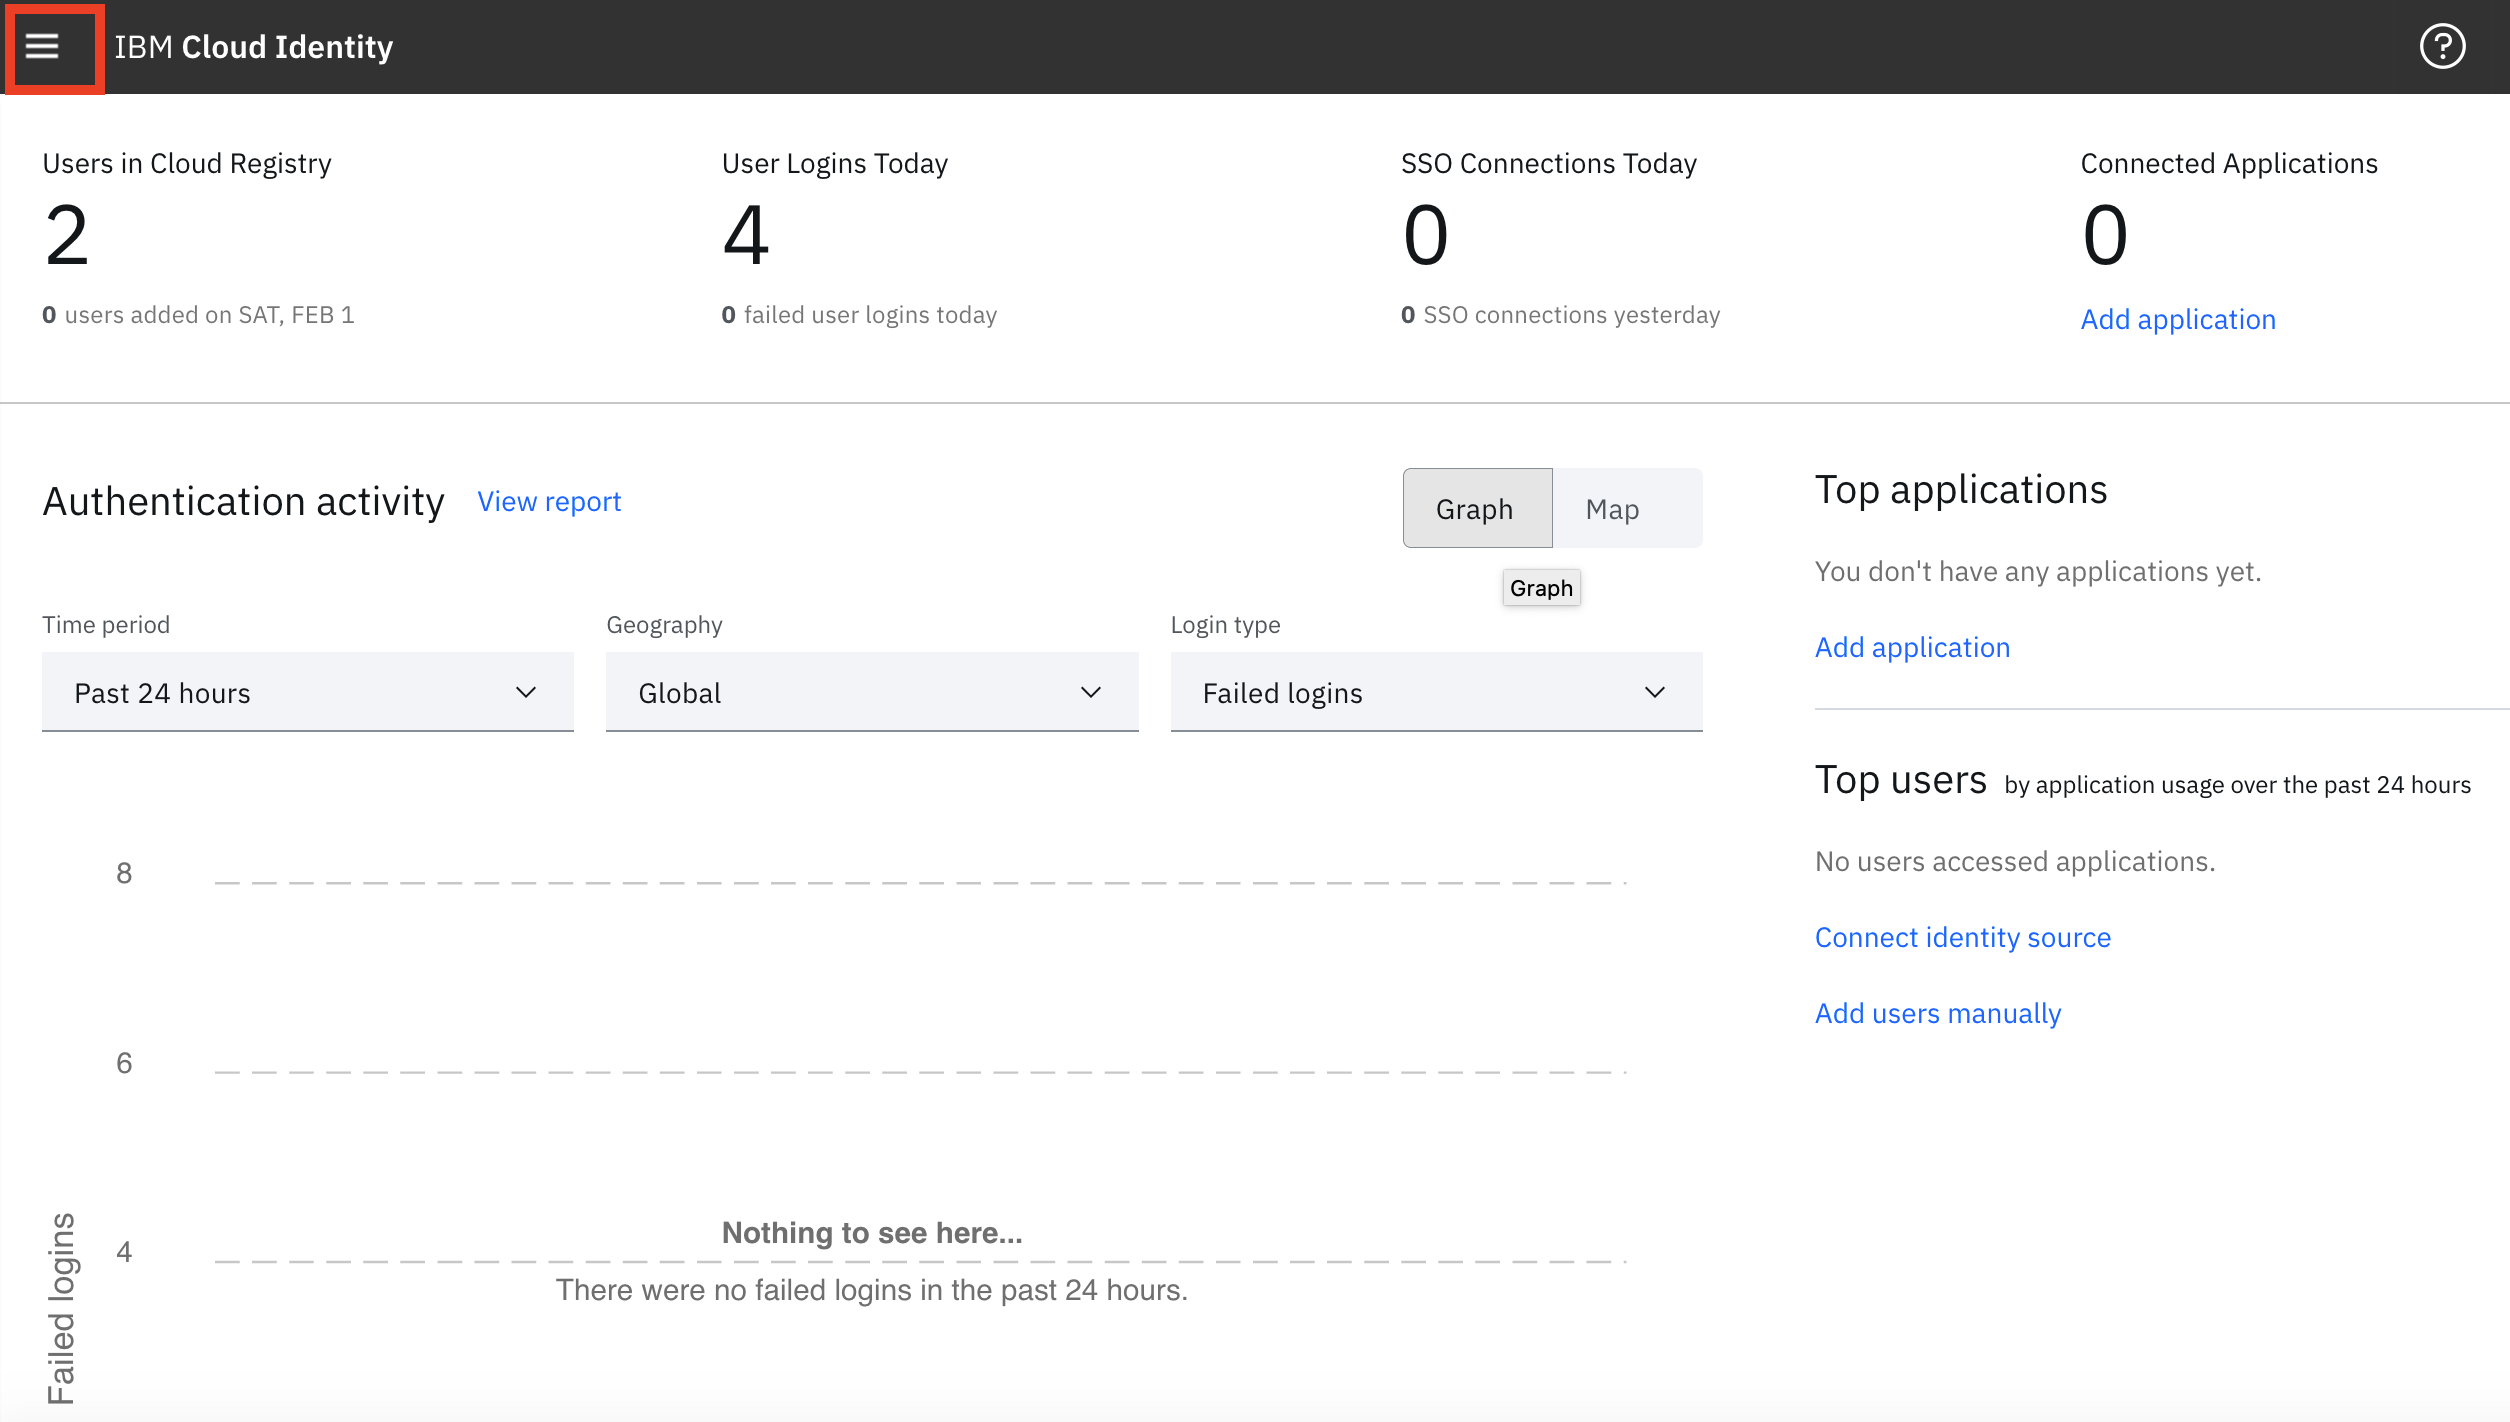 IBM Cloud Identity
?
Users in Cloud Registry
2
0 users added on SAT, FEB 1
User Logins Today
4
0 failed user logins today
SSO Connections Today
0
0 SSO connections yesterday
Connected Applications
0
Add application
Authentication activity View report
Graph Map
Graph
Time period
Past 24 hours
Geography
Global
Login type
Failed logins
8
6
4
Failed logins
Nothing to see here...
There were no failed logins in the past 24 hours.
Top applications
You don't have any applications yet.
Add application
Top users by application usage over the past 24 hours
No users accessed applications.
Connect identity source
Add users manually